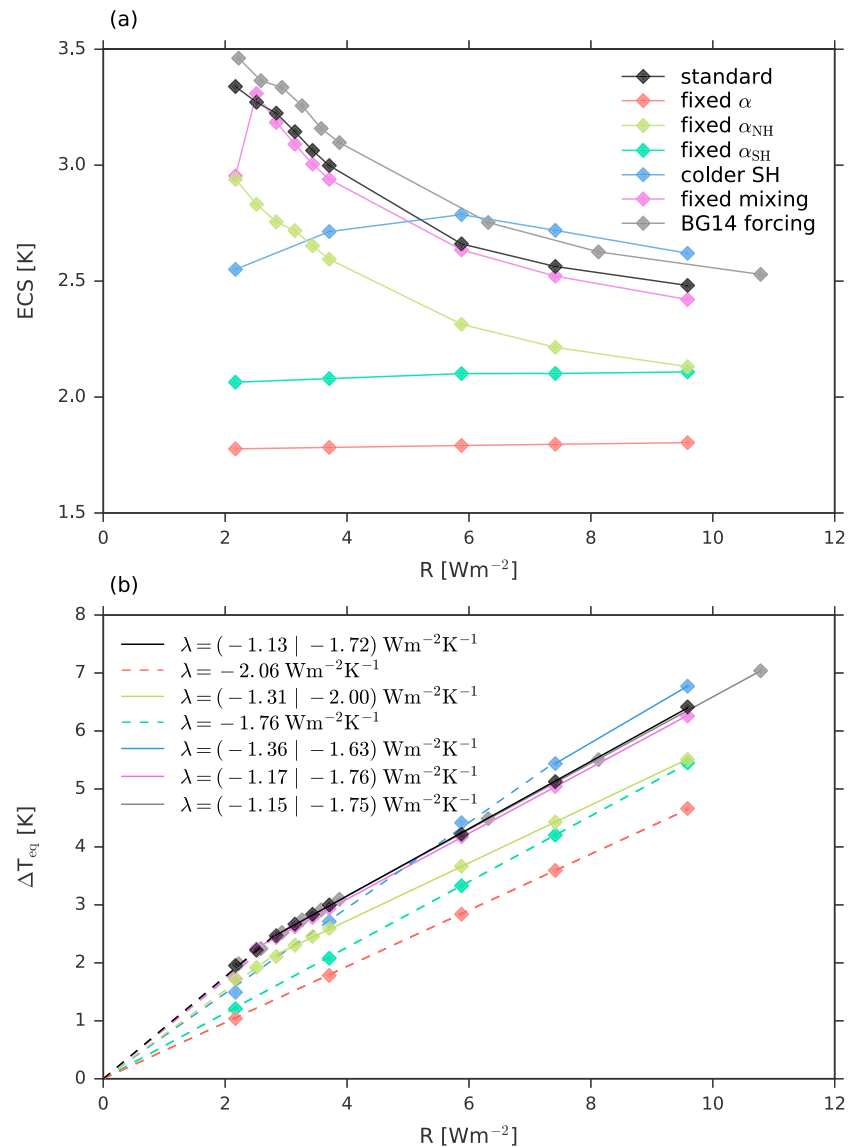 (a)
3.5
3.0
2.5
2.0
1.5
ECS [K]
standard
fixed α
fixed α_NH
fixed α_SH
colder SH
fixed mixing
BG14 forcing
0 2 4 6 8 10 12
R [Wm⁻²]
(b)
8
7
6
5
4
3
2
1
0
ΔT_eq [K]
λ = (−1.13 | −1.72) Wm⁻²K⁻¹
λ = −2.06 Wm⁻²K⁻¹
λ = (−1.31 | −2.00) Wm⁻²K⁻¹
λ = −1.76 Wm⁻²K⁻¹
λ = (−1.36 | −1.63) Wm⁻²K⁻¹
λ = (−1.17 | −1.76) Wm⁻²K⁻¹
λ = (−1.15 | −1.75) Wm⁻²K⁻¹
0 2 4 6 8 10 12
R [Wm⁻²]